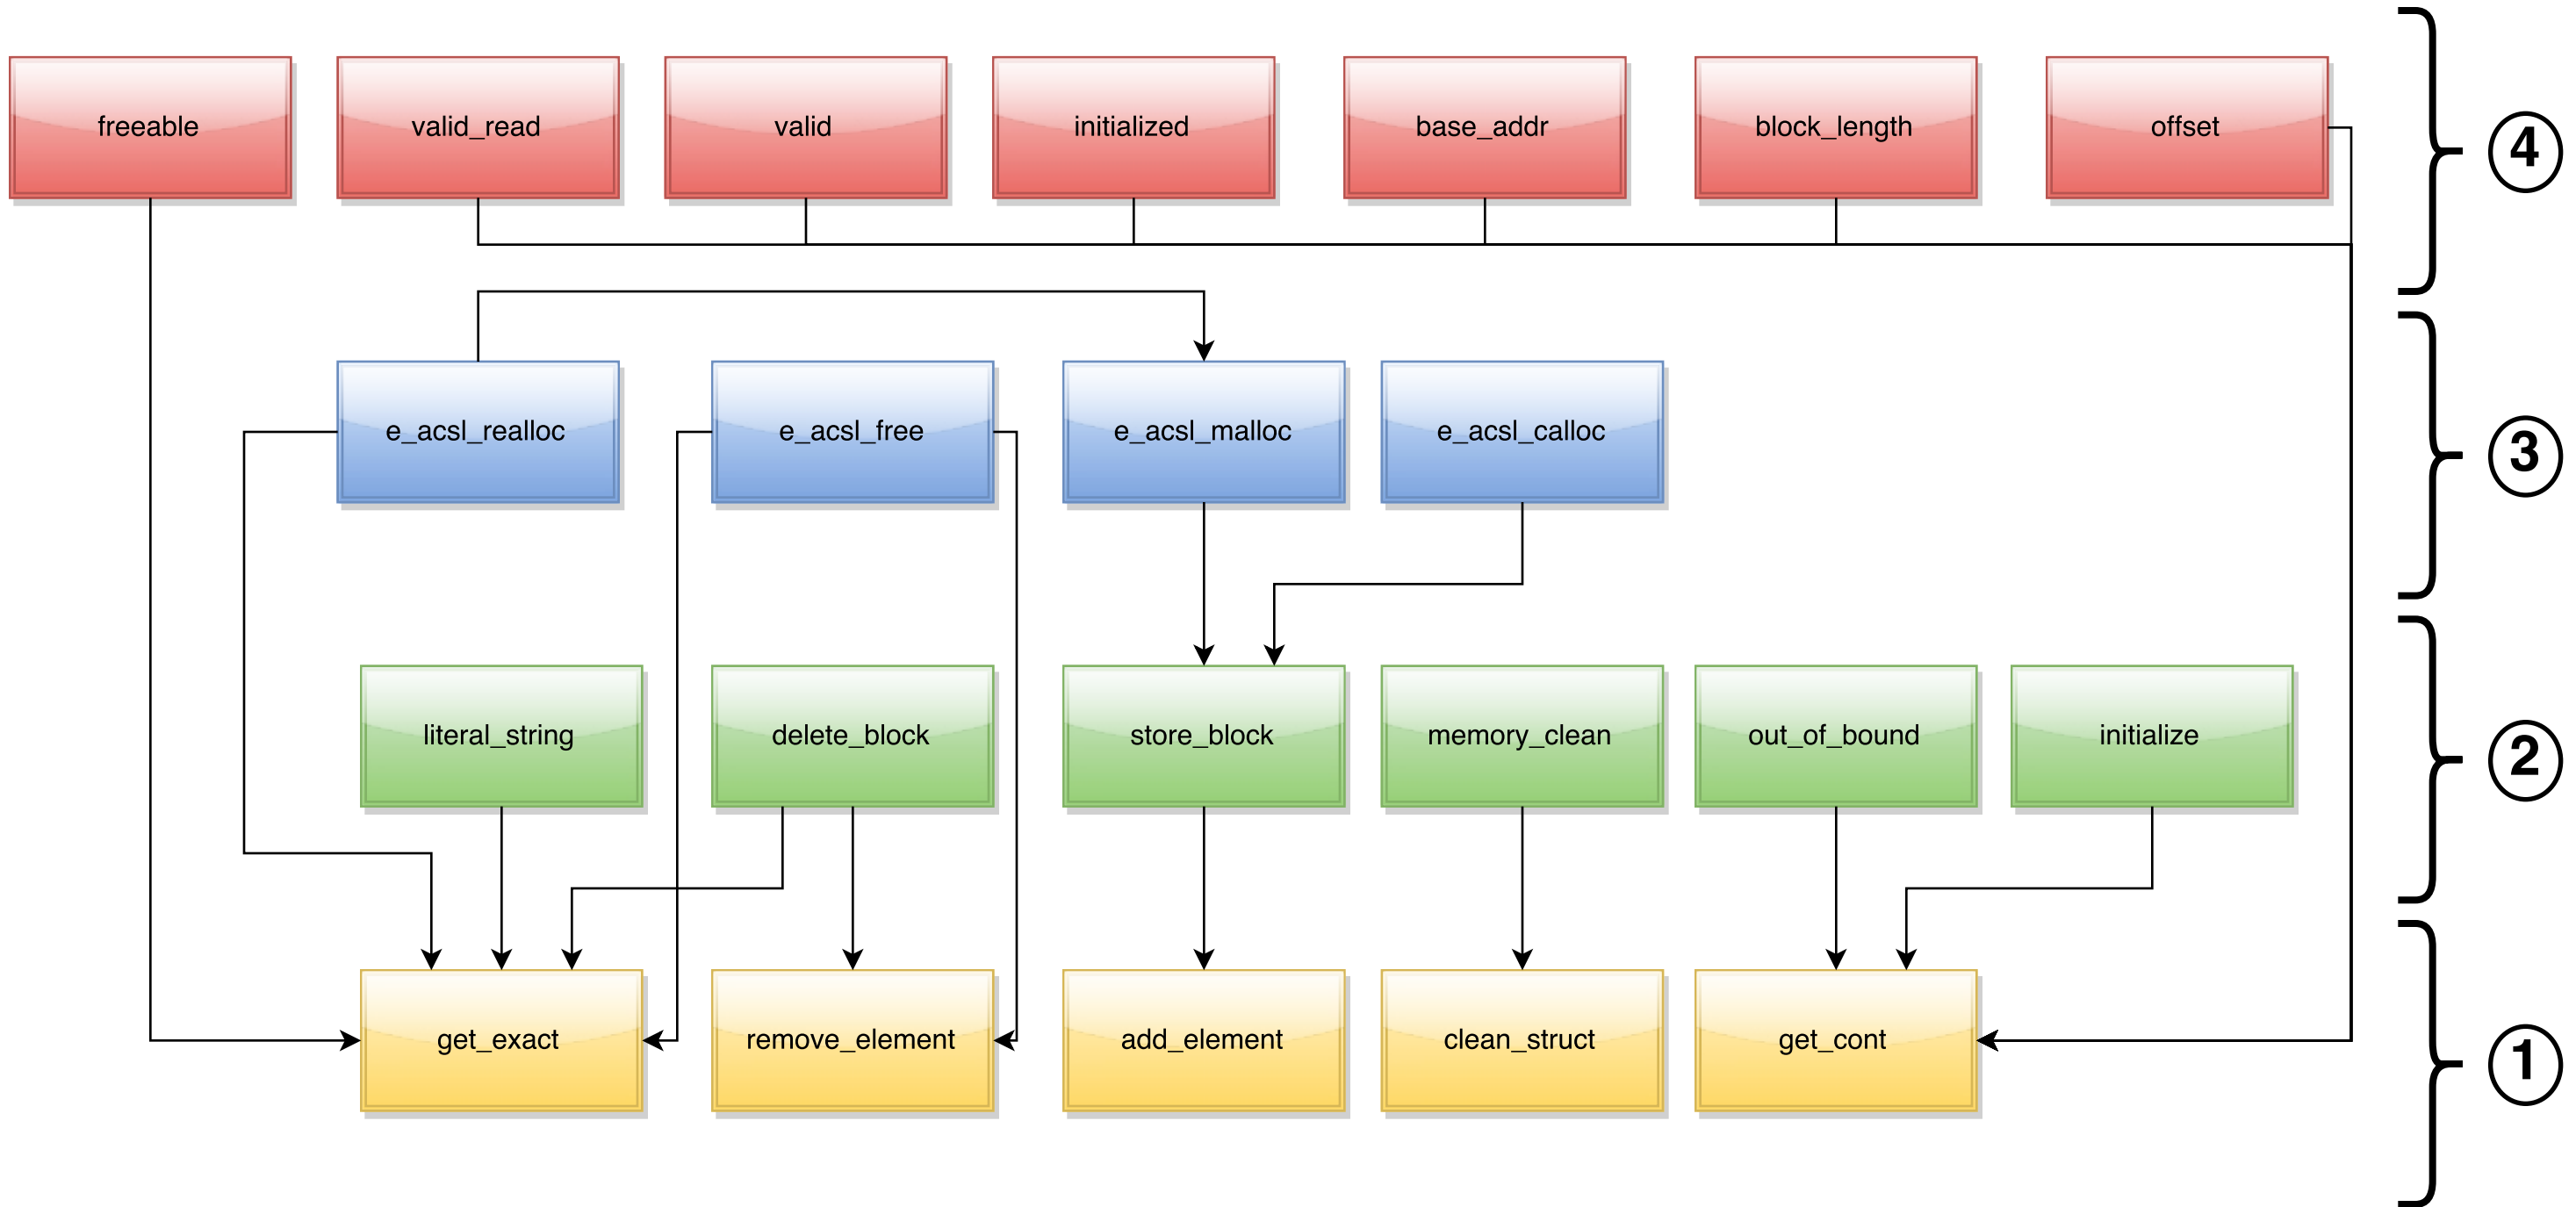 freeable
valid_read
valid
initialized
base_addr
block_length
offset
4
e_acsl_realloc
e_acsl_free
e_acsl_malloc
e_acsl_calloc
3
literal_string
delete_block
store_block
memory_clean
out_of_bound
initialize
2
get_exact
remove_element
add_element
clean_struct
get_cont
1